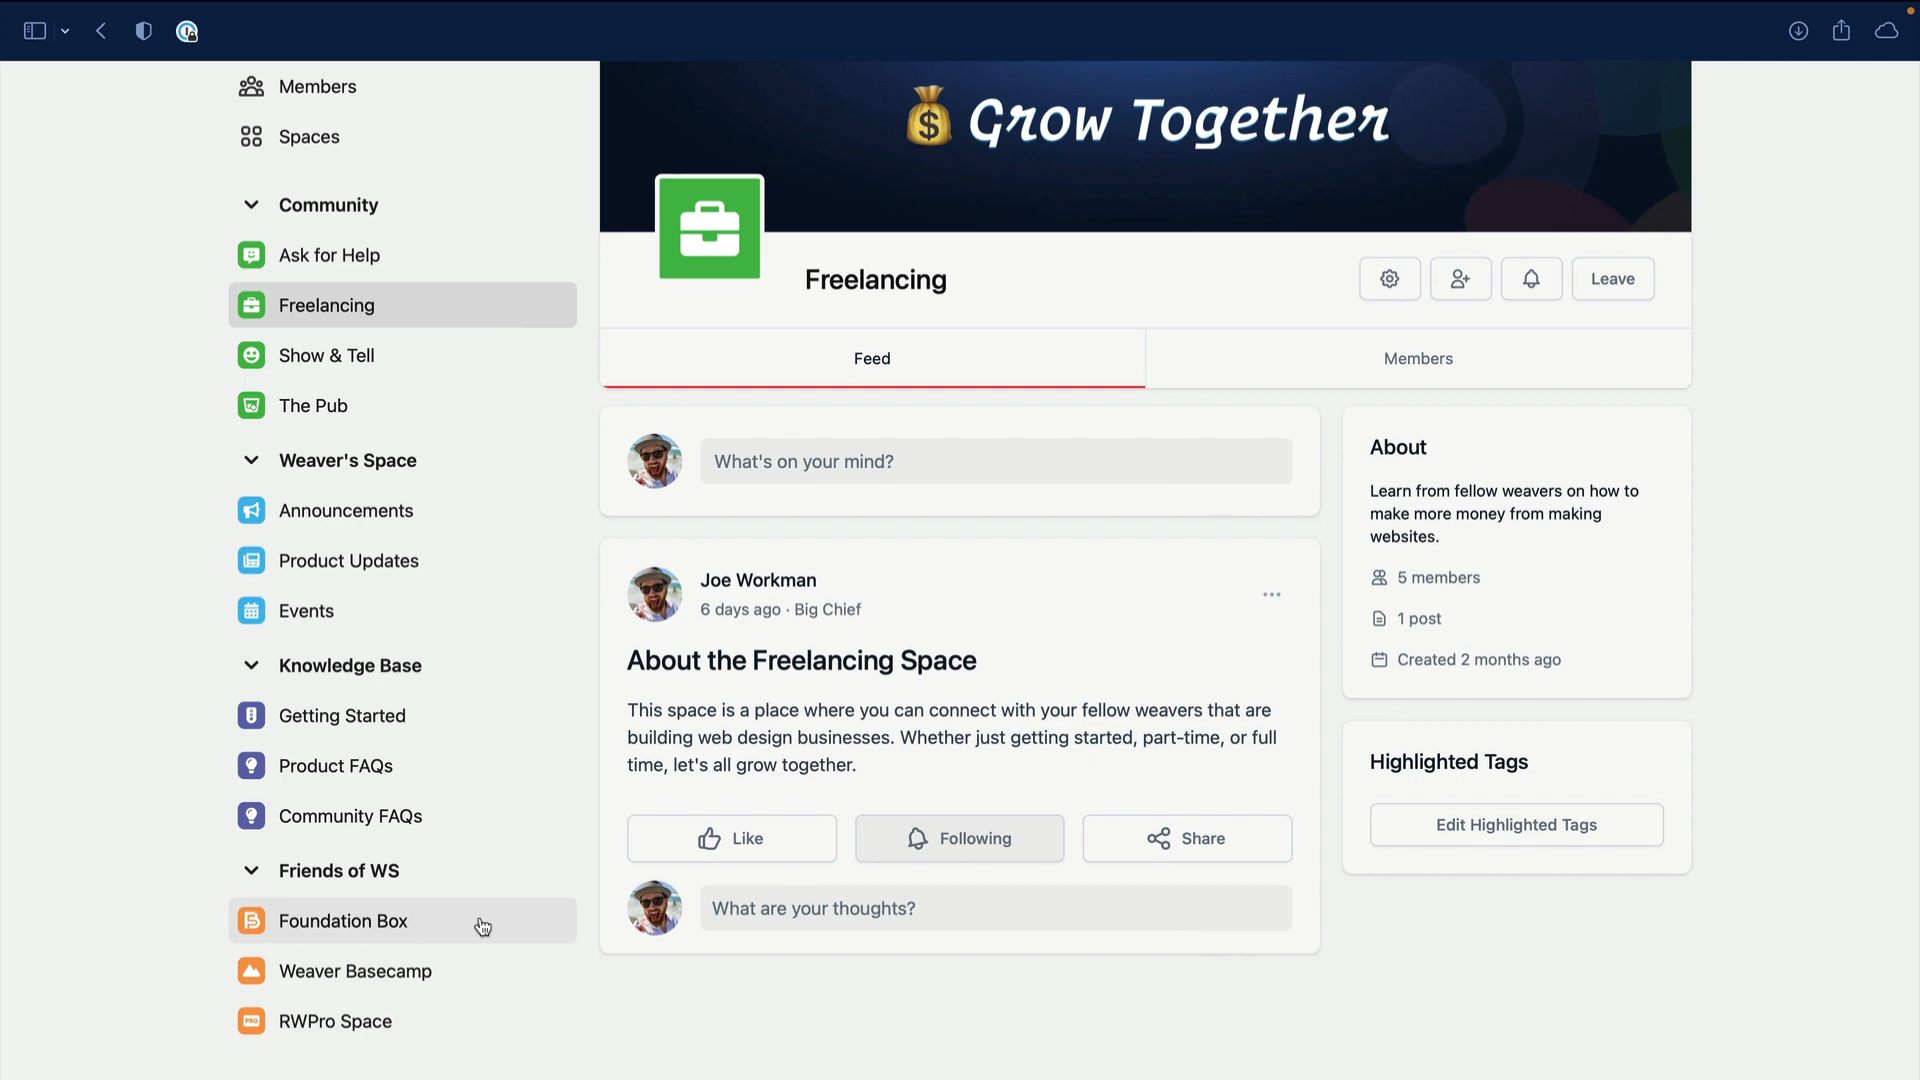 Members
Spaces
Community
Ask for Help
Freelancing
Show & Tell
The Pub
Weaver's Space
Announcements
Product Updates
Events
Knowledge Base
Getting Started
Product FAQs
Community FAQs
Friends of WS
Foundation Box
Weaver Basecamp
PRO
RWPro Space
Grow Together
Freelancing
Leave
Feed
Members
What's on your mind?
Joe Workman
6 days ago · Big Chief
About the Freelancing Space
This space is a place where you can connect with your fellow weavers that are
building web design businesses. Whether just getting started, part-time, or full
time, let's all grow together.
Like
Following
Share
What are your thoughts?
About
Learn from fellow weavers on how to
make more money from making
websites.
5 members
1 post
Created 2 months ago
Highlighted Tags
Edit Highlighted Tags